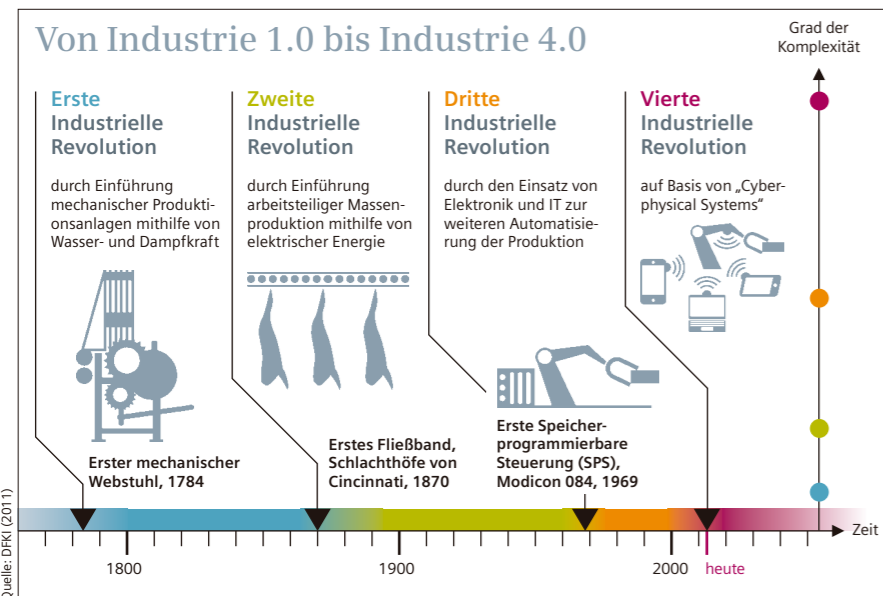 Von Industrie 1.0 bis Industrie 4.0
Grad der
Komplexität
Erste
Industrielle
Revolution
durch Einführung
mechanischer Produkti-
onsanlagen mithilfe von
Wasser- und Dampfkraft
Zweite
Industrielle
Revolution
durch Einführung
arbeitsteiliger Massen-
produktion mithilfe von
elektrischer Energie
Dritte
Industrielle
Revolution
durch den Einsatz von
Elektronik und IT zur
weiteren Automatisie-
rung der Produktion
Vierte
Industrielle
Revolution
auf Basis von „Cyber-
physical Systems“
Erster mechanischer
Webstuhl, 1784
Erstes Fließband,
Schlachthöfe von
Cincinnati, 1870
Erste Speicher-
programmierbare
Steuerung (SPS),
Modicon 084, 1969
Zeit
1800
1900
2000
heute
Quelle: DFKI (2011)